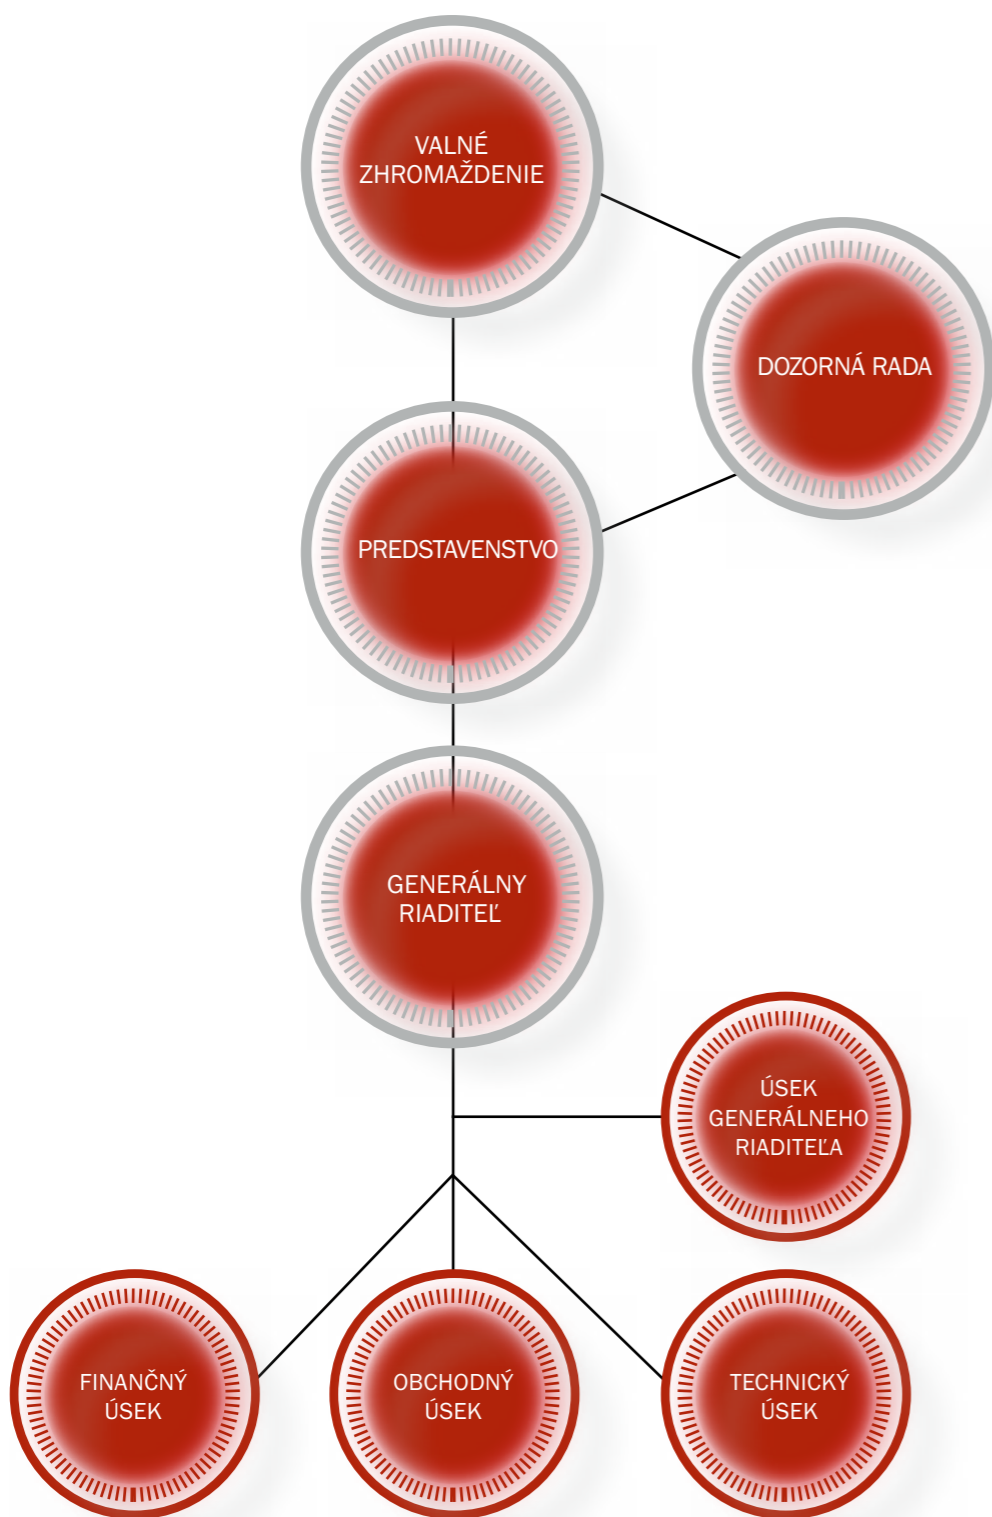 VALNÉ
ZHROMAŽDENIE
DOZORNÁ RADA
PREDSTAVENSTVO
GENERÁLNY
RIADITEĽ
ÚSEK
GENERÁLNEHO
RIADITEĽA
FINANČNÝ
ÚSEK
OBCHODNÝ
ÚSEK
TECHNICKÝ
ÚSEK